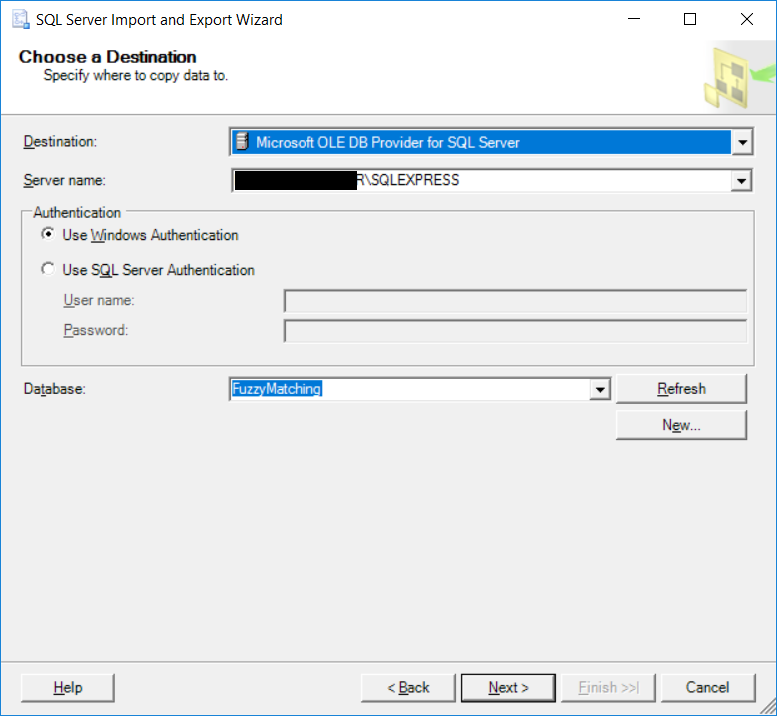 SQL Server Import and Export Wizard
Choose a Destination
Specify where to copy data to.
Destination: Microsoft OLE DB Provider for SQL Server
Server name: R\SQLEXPRESS
Authentication
Use Windows Authentication
Use SQL Server Authentication
User name:
Password:
Database: FuzzyMatching Refresh
New...
Help < Back Next > Finish >>| Cancel